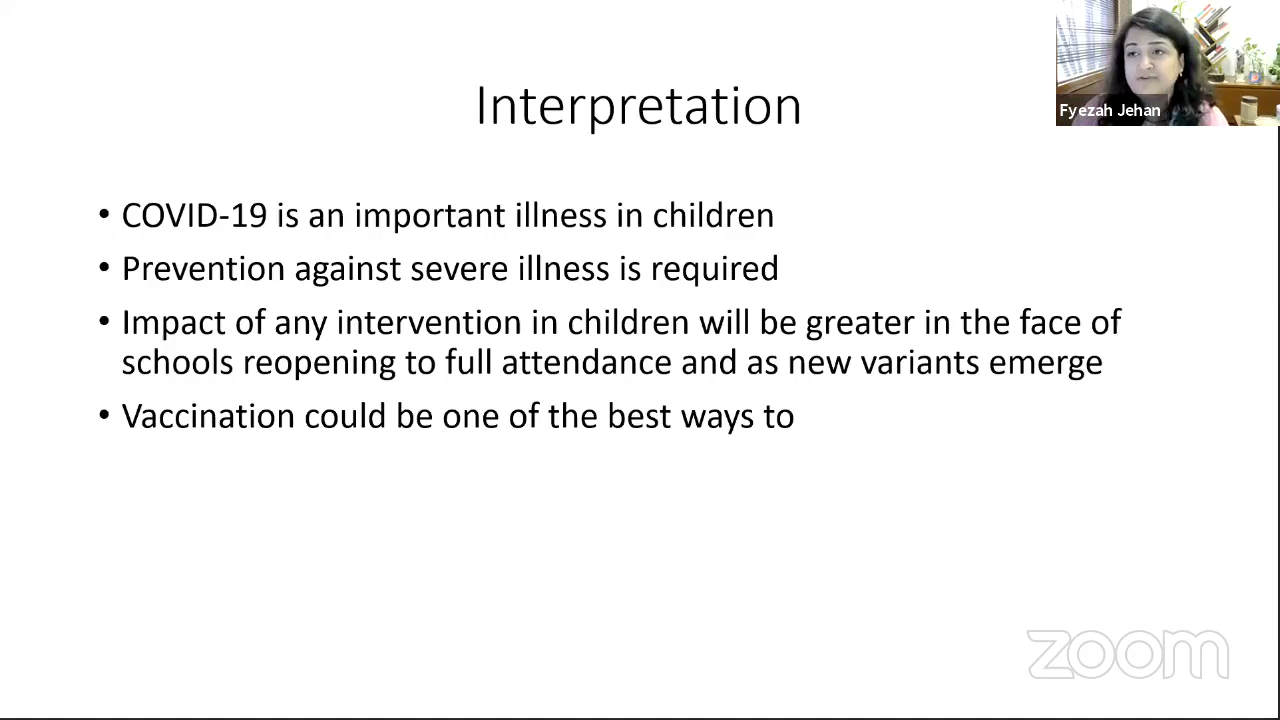 Interpretation
Fyezah Jehan
• COVID-19 is an important illness in children
• Prevention against severe illness is required
• Impact of any intervention in children will be greater in the face of
schools reopening to full attendance and as new variants emerge
• Vaccination could be one of the best ways to
zoom